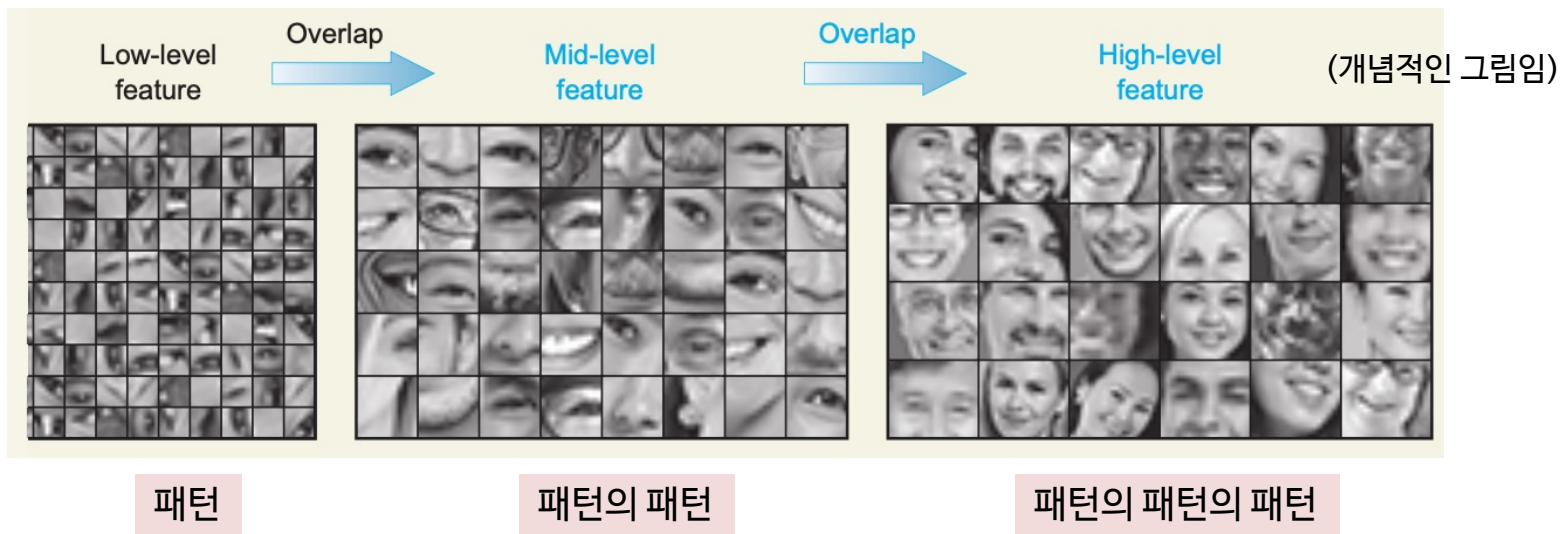 Low-level
feature
Overlap
Mid-level
feature
Overlap
High-level
feature
(개념적인 그림임)
패턴
패턴의 패턴
패턴의 패턴의 패턴